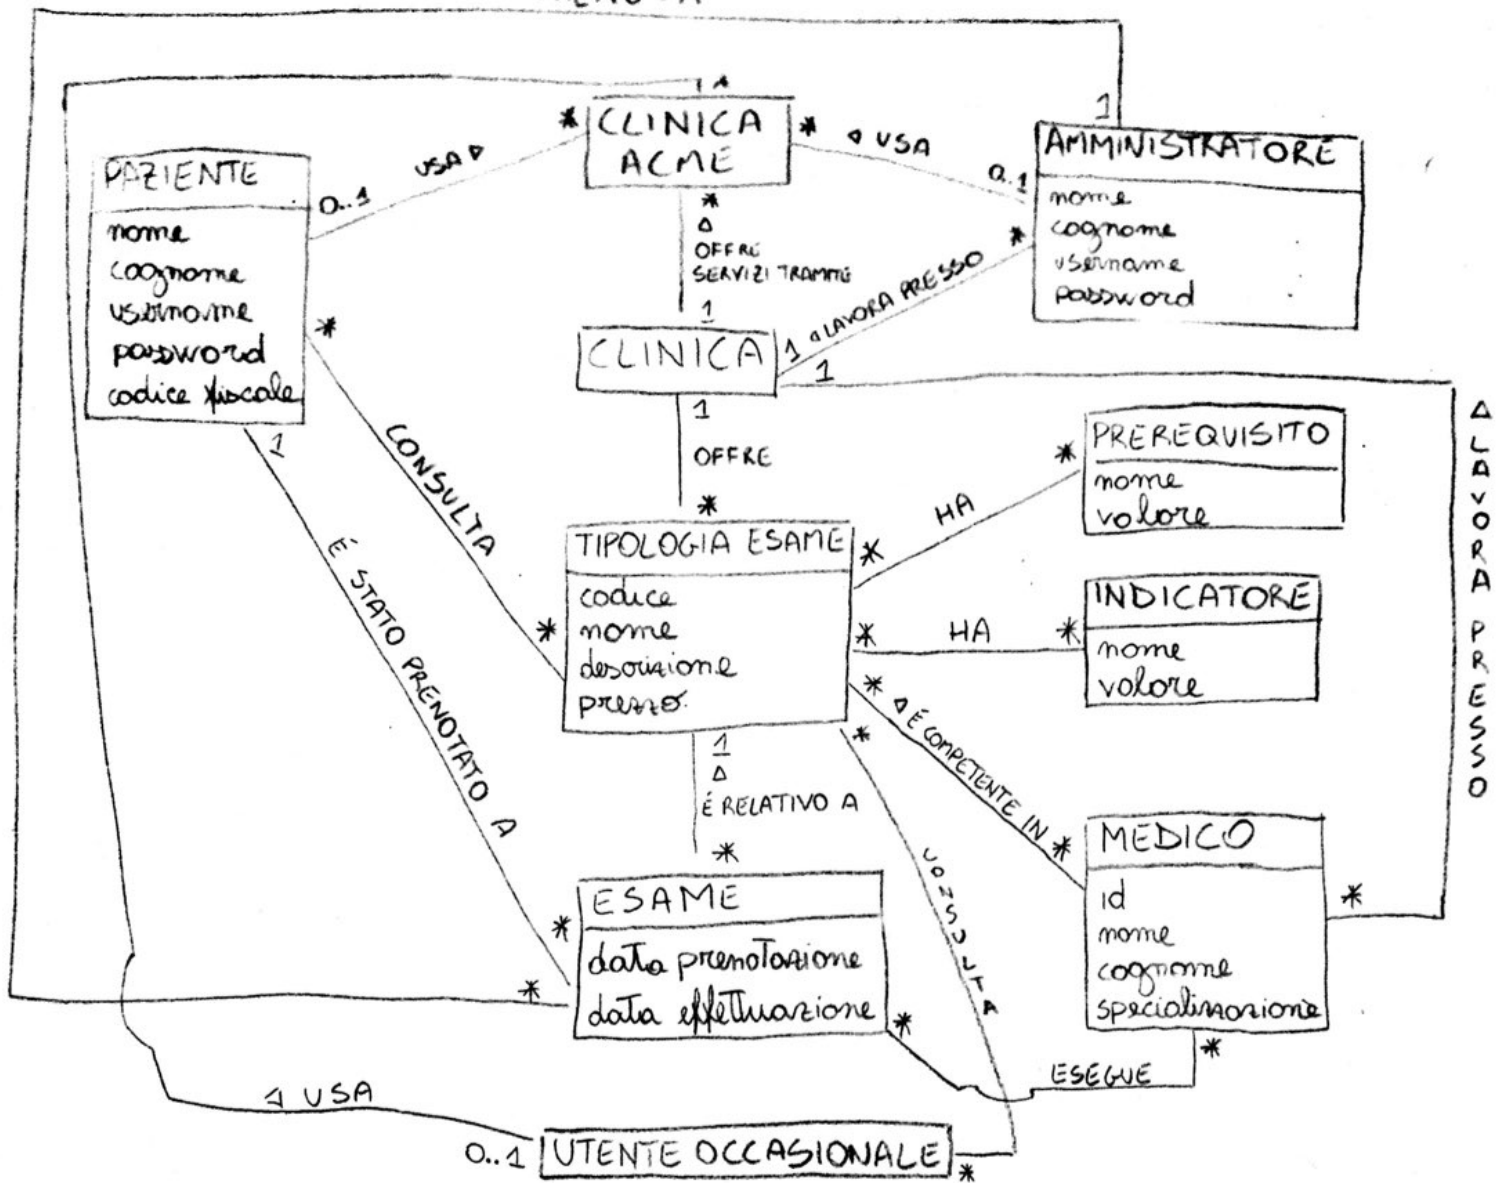 CLINICA
ACME
*
*
USA
0..1
USA
0..1
1
PAZIENTE
nome
cognome
username
password
codice fiscale
AMMINISTRATORE
nome
cognome
username
password
*
OFFRE
SERVIZI TRAMITE
1
*
LAVORA PRESSO
1
CLINICA
1
1
OFFRE
*
*
CONSULTA
*
1
È STATO PRENOTATO A
*
PREREQUISITO
nome
valore
*
HA
*
TIPOLOGIA ESAME
codice
nome
descrizione
prezzo
INDICATORE
nome
valore
*
HA
*
LAVORA PRESSO
*
È COMPETENTE IN
*
1
È RELATIVO A
*
*
CONSULTA
MEDICO
id
nome
cognome
specializzazione
*
*
ESAME
data prenotazione
data effettuazione
*
*
ESEGUE
*
USA
0..1
UTENTE OCCASIONALE
*